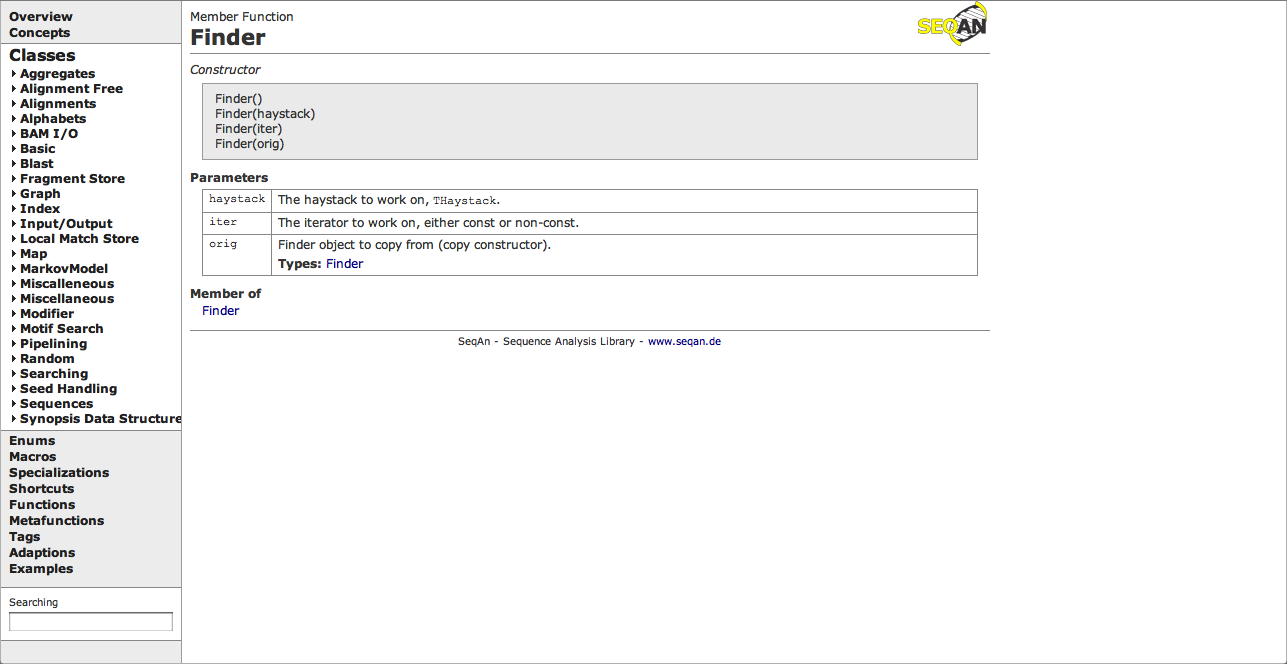 Overview
Concepts
Classes
Aggregates
Alignment Free
Alignments
Alphabets
BAM I/O
Basic
Blast
Fragment Store
Graph
Index
Input/Output
Local Match Store
Map
MarkovModel
Miscalleneous
Miscellaneous
Modifier
Motif Search
Pipelining
Random
Searching
Seed Handling
Sequences
Synopsis Data Structure
Enums
Macros
Specializations
Shortcuts
Functions
Metafunctions
Tags
Adaptions
Examples
Searching
Member Function
SEQAN
Finder
Constructor
Finder()
Finder(haystack)
Finder(iter)
Finder(orig)
Parameters
haystack The haystack to work on, THaystack.
iter The iterator to work on, either const or non-const.
orig Finder object to copy from (copy constructor).
Types: Finder
Member of
Finder
SeqAn - Sequence Analysis Library - www.seqan.de